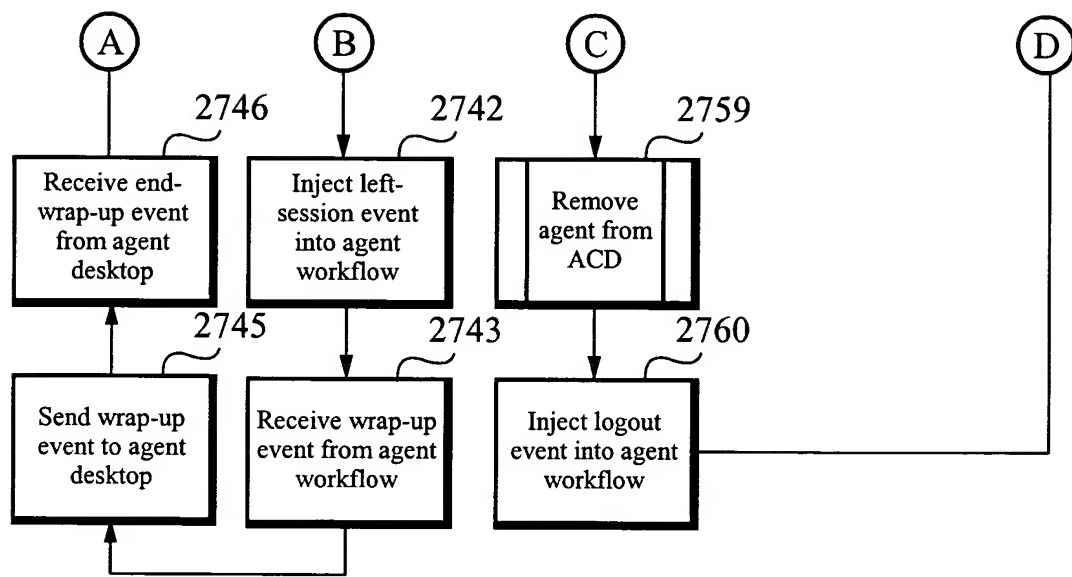 A
B
C
D
2746
2742
2759
Receive end-
wrap-up event
from agent
desktop
Inject left-
session event
into agent
workflow
Remove
agent from
ACD
2745
2743
2760
Send wrap-up
event to agent
desktop
Receive wrap-up
event from agent
workflow
Inject logout
event into agent
workflow